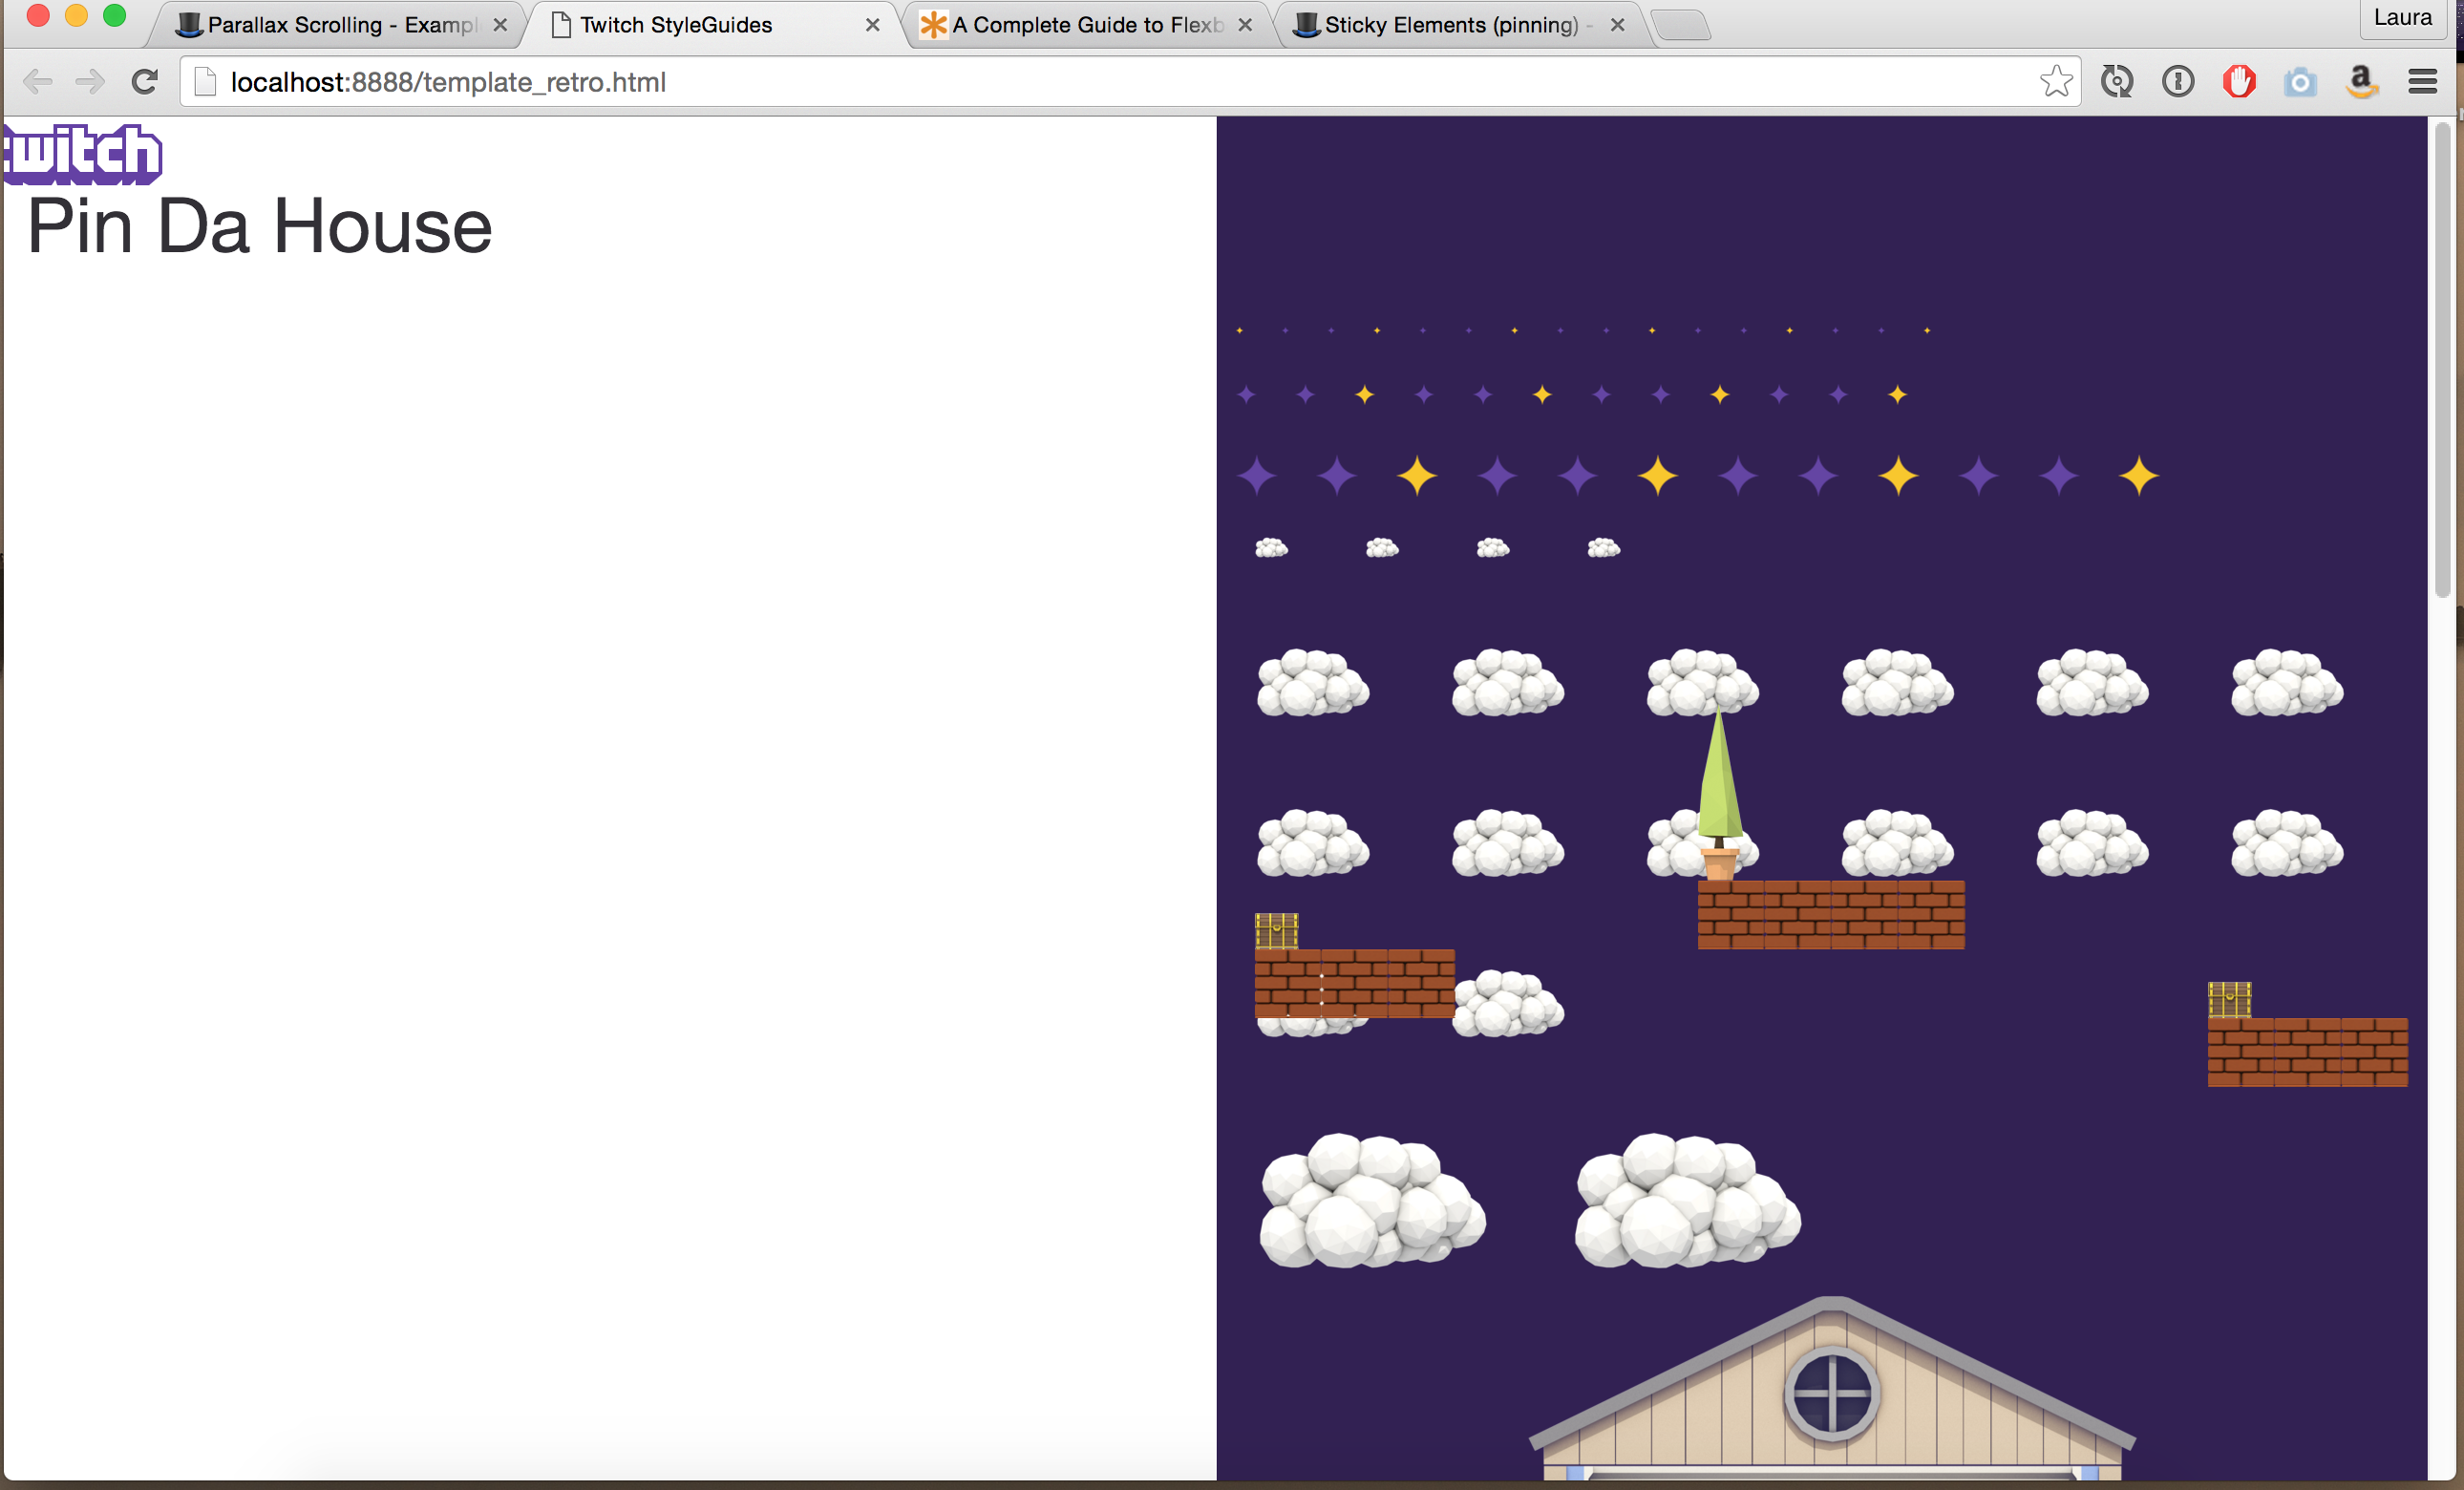 Laura
Parallax Scrolling - Exampl
Twitch StyleGuides
A Complete Guide to Flexb
Sticky Elements (pinning) -
localhost:8888/template_retro.html
twitch
Pin Da House